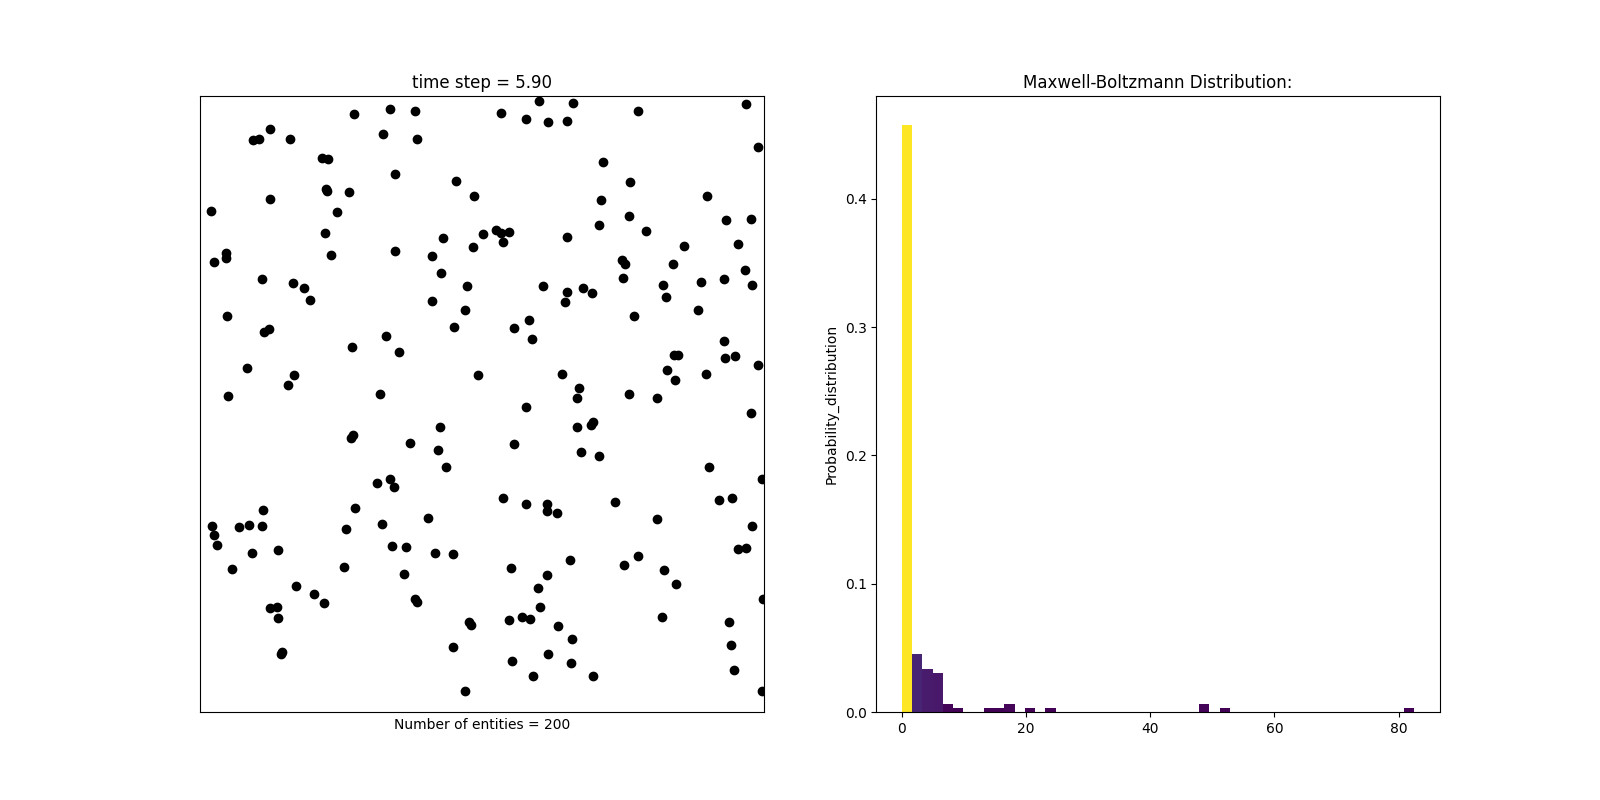 time step = 5.90
Number of entities = 200
Maxwell-Boltzmann Distribution:
Probability_distribution
0.4
0.3
0.2
0.1
0.0
0 20 40 60 80